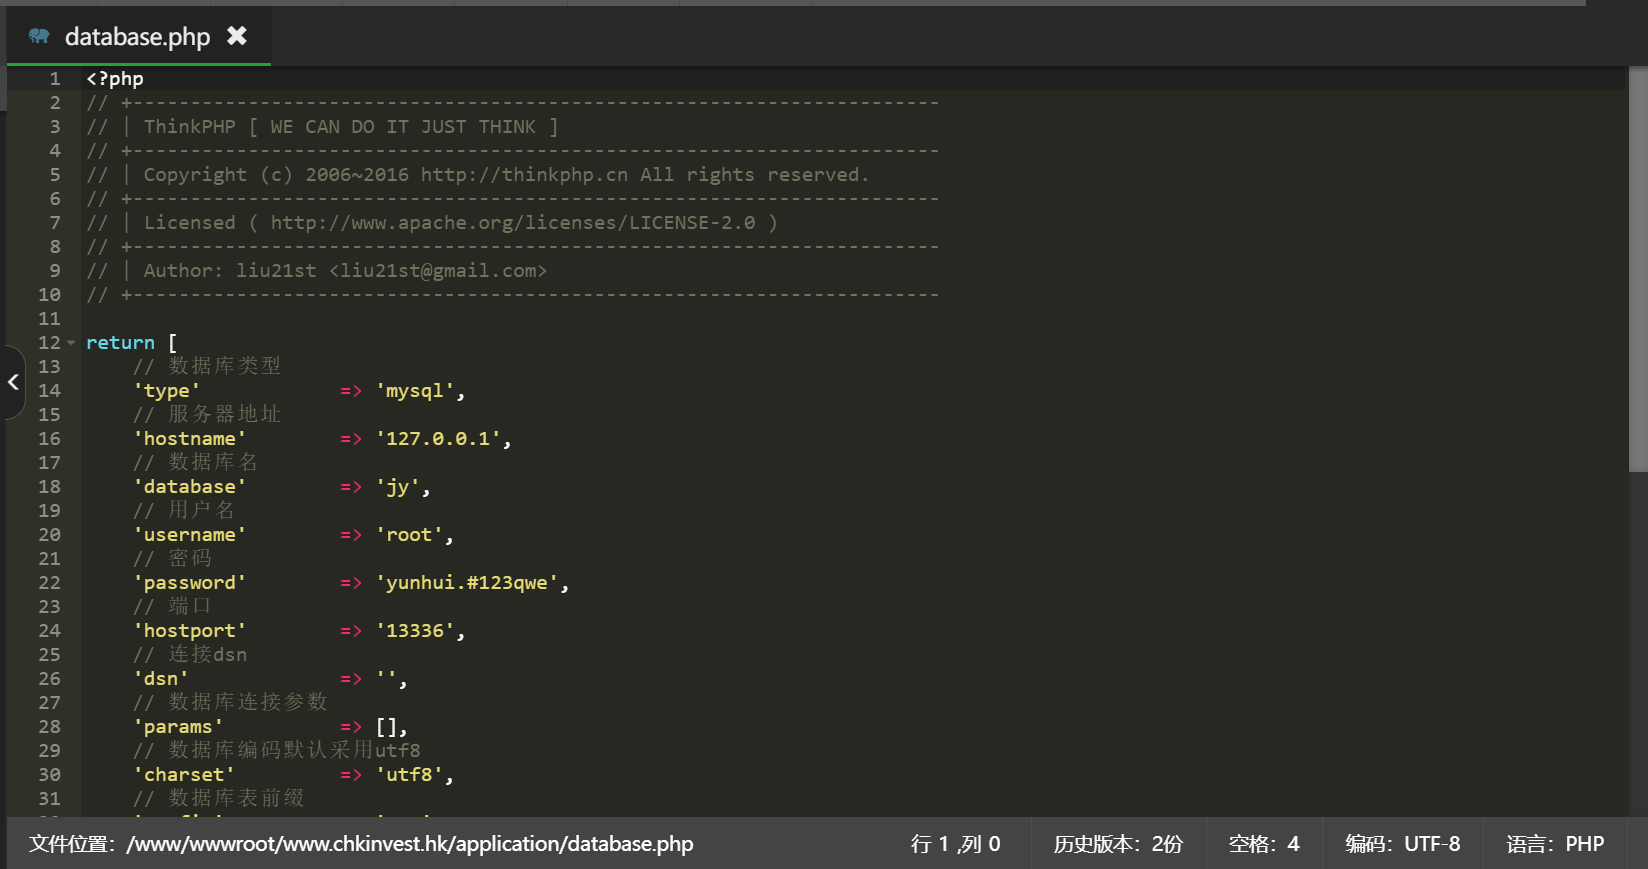 database.php
1 <?php
2 // +----------------------------------------------------------------------
3 // | ThinkPHP [ WE CAN DO IT JUST THINK ]
4 // +----------------------------------------------------------------------
5 // | Copyright (c) 2006~2016 http://thinkphp.cn All rights reserved.
6 // +----------------------------------------------------------------------
7 // | Licensed ( http://www.apache.org/licenses/LICENSE-2.0 )
8 // +----------------------------------------------------------------------
9 // | Author: liu21st <liu21st@gmail.com>
10 // +----------------------------------------------------------------------
11
12 return [
13 // 数据库类型
14 'type' => 'mysql',
15 // 服务器地址
16 'hostname' => '127.0.0.1',
17 // 数据库名
18 'database' => 'jy',
19 // 用户名
20 'username' => 'root',
21 // 密码
22 'password' => 'yunhui.#123qwe',
23 // 端口
24 'hostport' => '13336',
25 // 连接dsn
26 'dsn' => '',
27 // 数据库连接参数
28 'params' => [],
29 // 数据库编码默认采用utf8
30 'charset' => 'utf8',
31 // 数据库表前缀
文件位置：/www/wwwroot/www.chkinvest.hk/application/database.php 行 1 ,列 0 历史版本：2份 空格：4 编码：UTF-8 语言：PHP